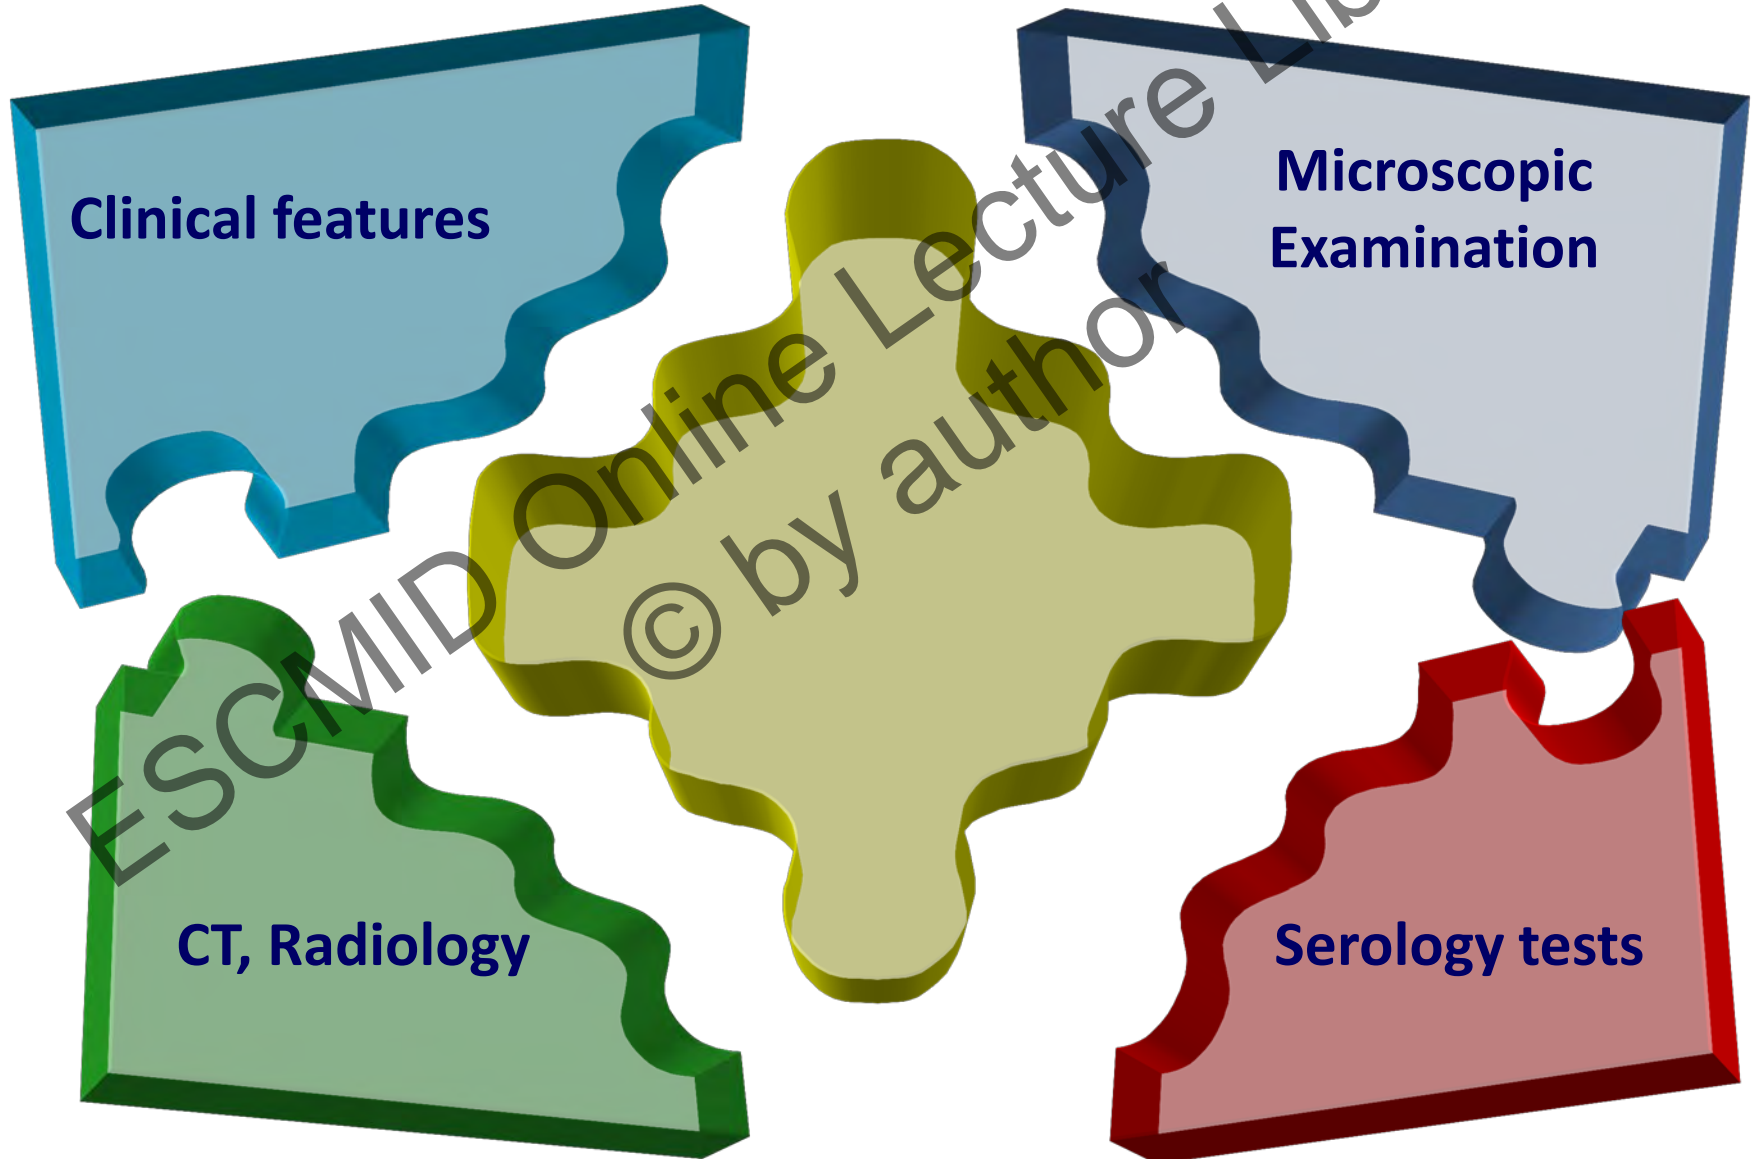 Clinical features
Microscopic
Examination
CT, Radiology
Serology tests
ESCMID Online Lecture
© by author